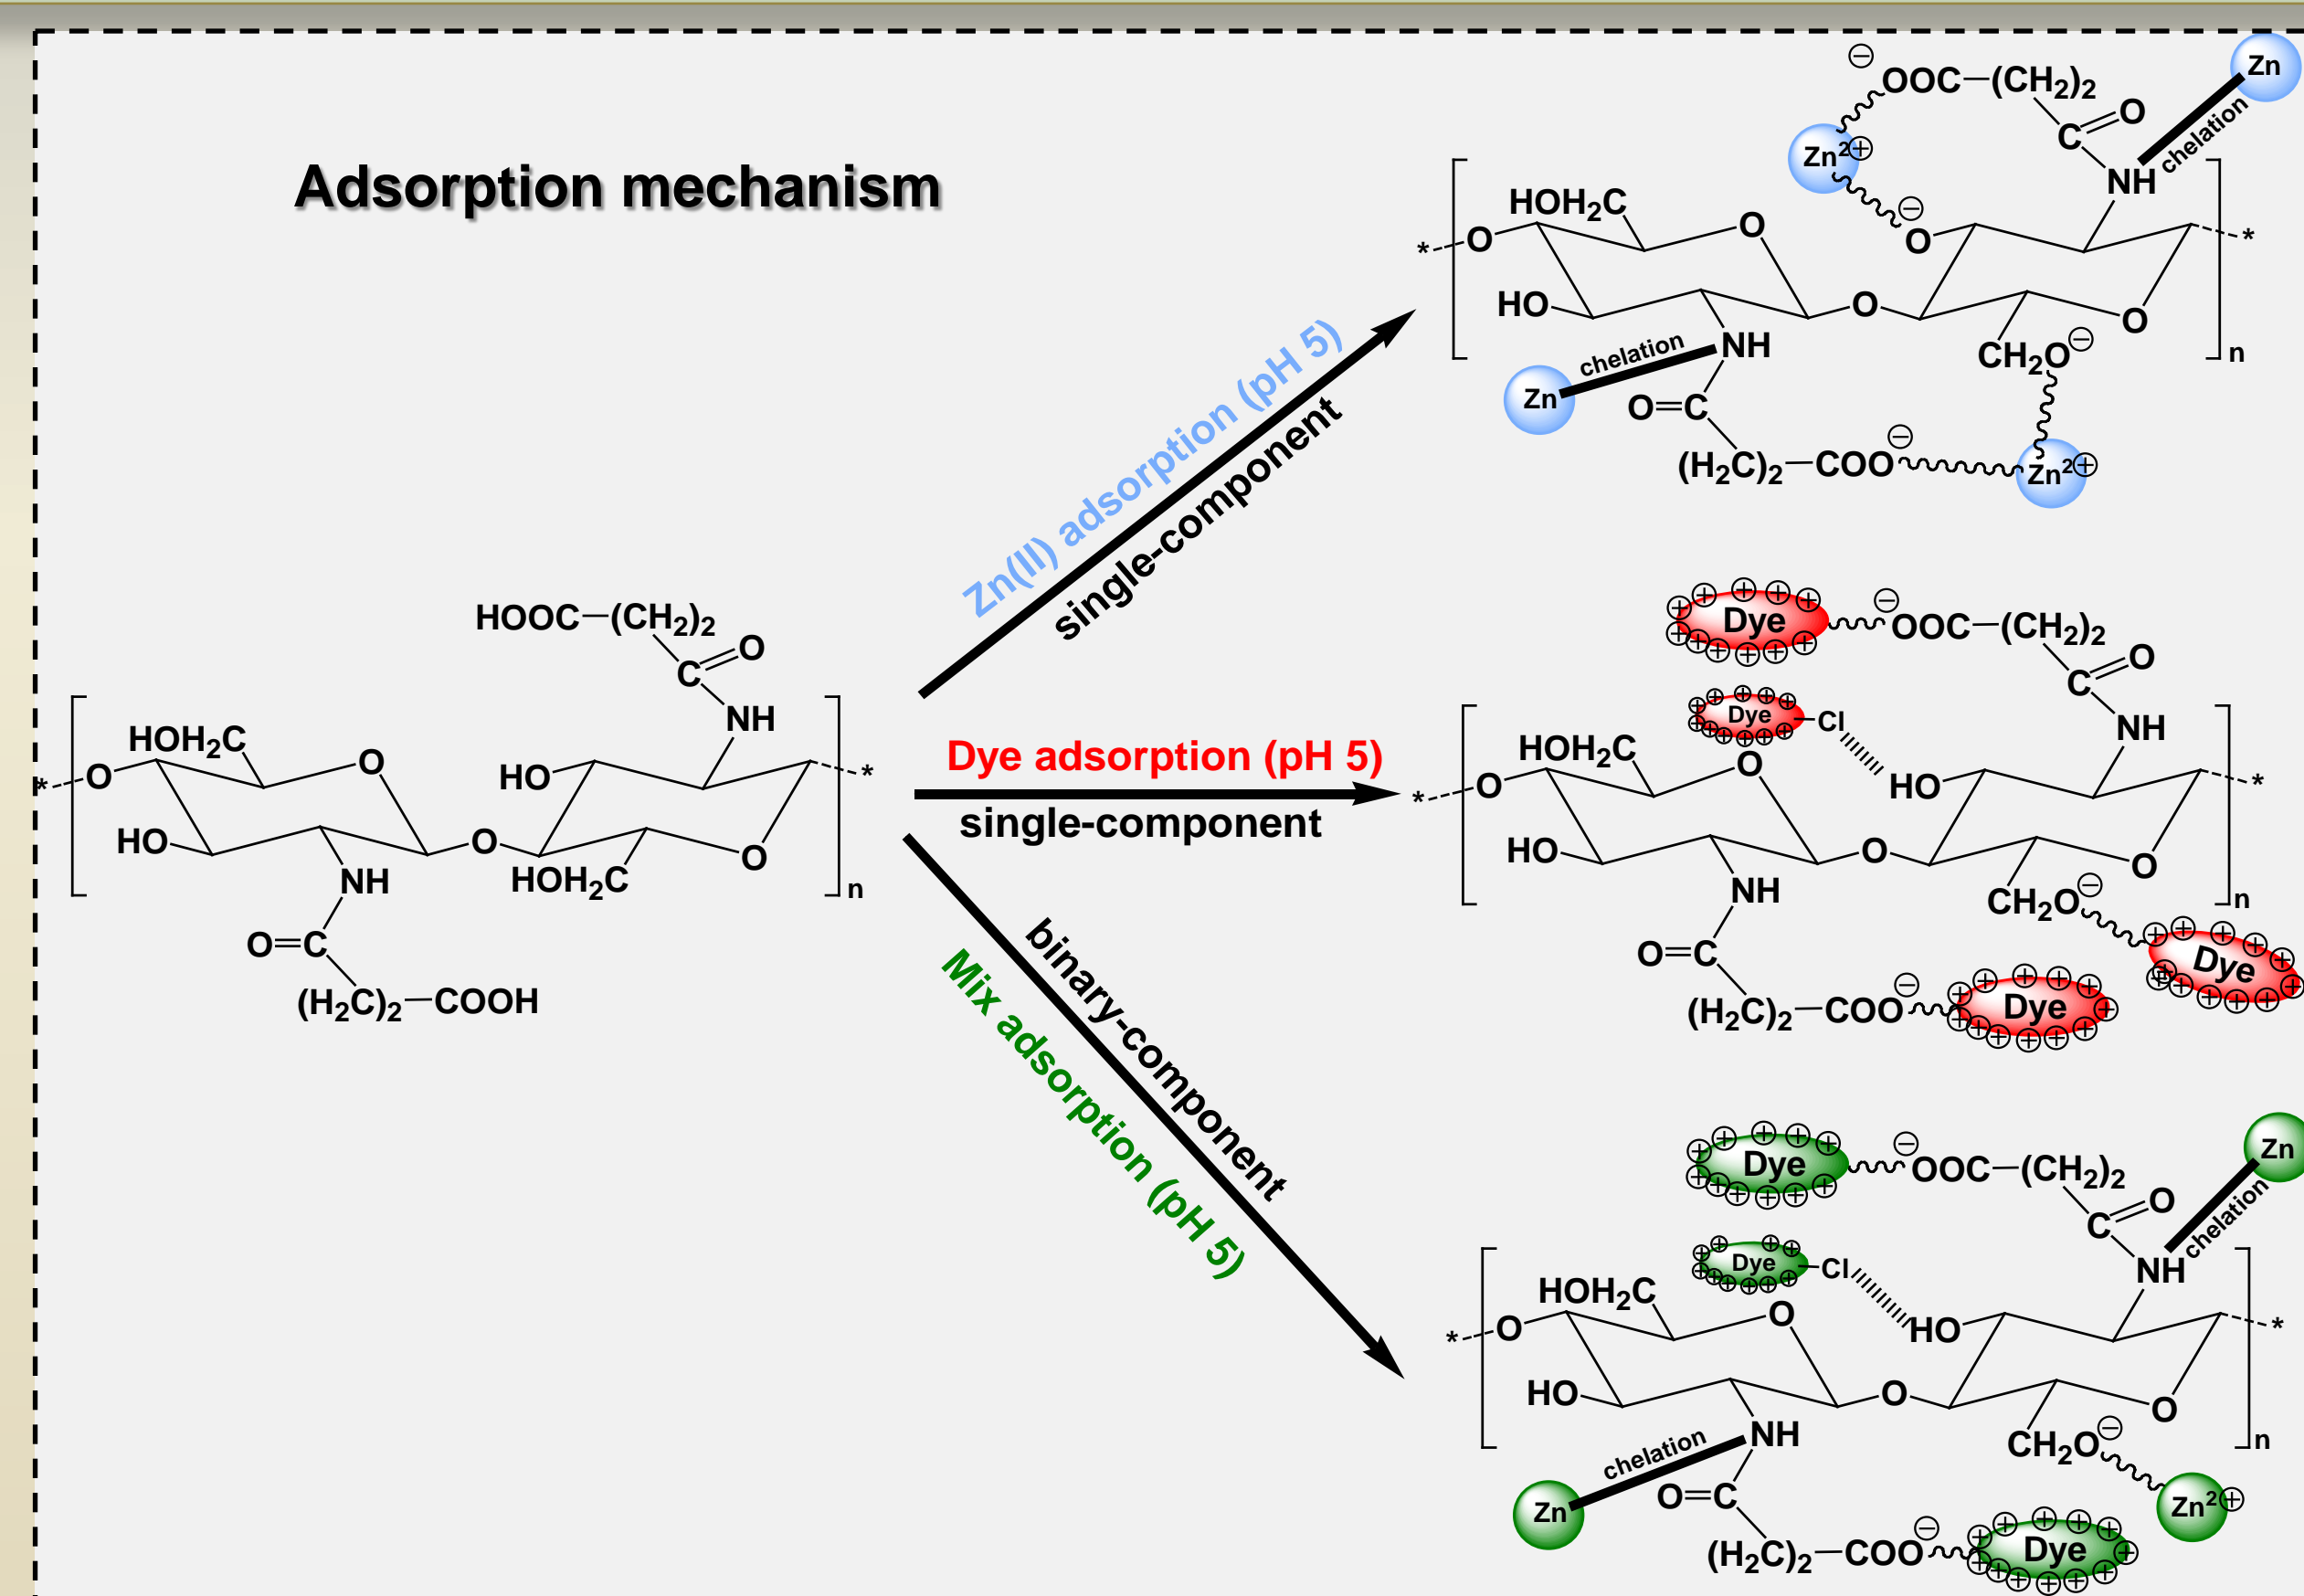 Adsorption mechanism
HOOC—(CH₂)₂
C=O
NH
HOH₂C
O
* O
HO
*
HO
O
HOH₂C
O
n
NH
O=C
(H₂C)₂—COOH
Zn(II) adsorption (pH 5)
single-component
Dye adsorption (pH 5)
single-component
binary-component
Mix adsorption (pH 5)
⊖
OOC—(CH₂)₂
Zn
C=O
chelation
Zn²⊕
NH
HOH₂C
⊖
O
* O
O
*
HO
O
O
n
NH
chelation
CH₂O⊖
Zn
O=C
⊖
(H₂C)₂—COO
Zn²⊕
Dye
⊖
OOC—(CH₂)₂
C=O
Dye —Cl
NH
HOH₂C
O
* O
HO
*
HO
O
O
n
NH
CH₂O⊖
O=C
Dye
⊖
(H₂C)₂—COO
Dye
Dye
⊖
OOC—(CH₂)₂
Zn
C=O
chelation
Dye —Cl
NH
HOH₂C
O
* O
HO
*
HO
O
O
n
NH
chelation
CH₂O⊖
Zn
O=C
Zn²⊕
⊖
(H₂C)₂—COO
Dye